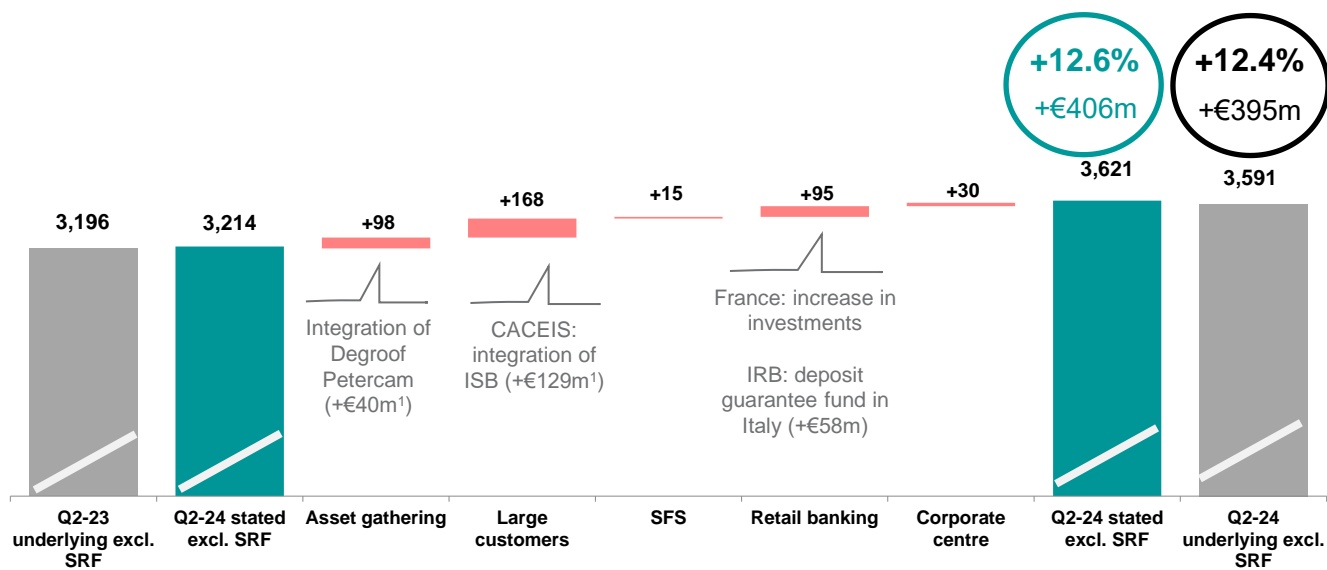 +12.6%
+€406m
+12.4%
+€395m
3,196
3,214
+98
+168
+15
+95
+30
3,621
3,591
Integration of
Degroof
Petercam
(+€40m¹)
CACEIS:
integration of
ISB (+€129m¹)
France: increase in
investments
IRB: deposit
guarantee fund in
Italy (+€58m)
Q2-23
underlying excl.
SRF
Q2-24 stated
excl. SRF
Asset gathering
Large
customers
SFS
Retail banking
Corporate
centre
Q2-24 stated
excl. SRF
Q2-24
underlying excl.
SRF